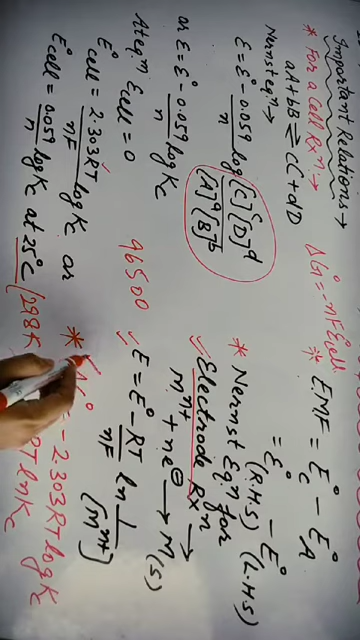 Important Relations →
* For a Cell Rxⁿ →
aA + bB ⇌ cC + dD
Nernst eqⁿ →
ε = ε° - 0.059/n log [C]ᶜ[D]ᵈ/[A]ᵃ[B]ᵇ
or ε = ε° - 0.059/n log Kc
At eqᵐ Ecell = 0
E°cell = 2.303RT/nF log Kc or
E°cell = 0.059/n log Kc at 25°C (298K
ΔG = -nFE°cell
96500
EMF = E°C - E°A
= ε° - E°
(R.H.S) (L.H.S)
* Nernst Eqⁿ for
Electrode Rxⁿ →
Mⁿ⁺ + ne⊖ → M(s)
E = E° - RT/nF ln 1/[Mⁿ⁺]
* = -2.303RT log K
RT ln Kc